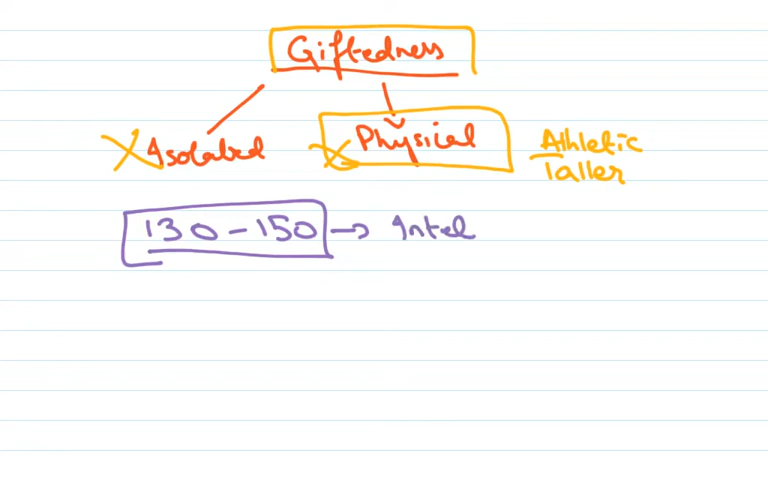 Giftedness
Isolated Physical Athletic
Taller
130-150 → Intel